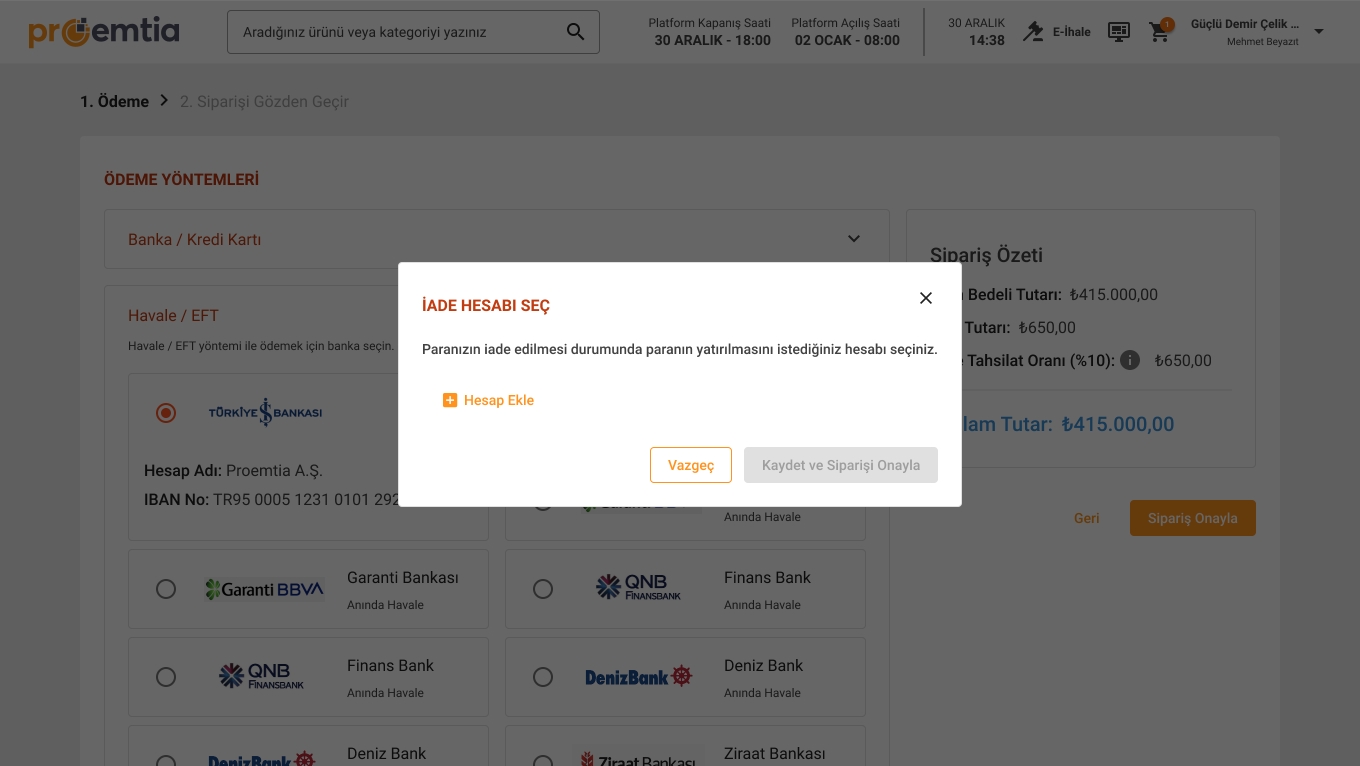 proemtia
Aradığınız ürünü veya kategoriyi yazınız
Platform Kapanış Saati
30 ARALIK - 18:00
Platform Açılış Saati
02 OCAK - 08:00
30 ARALIK
14:38
E-İhale
1
Güçlü Demir Çelik ...
Mehmet Beyazıt
1. Ödeme
2. Siparişi Gözden Geçir
ÖDEME YÖNTEMLERİ
Banka / Kredi Kartı
Havale / EFT
Havale / EFT yöntemi ile ödemek için banka seçin.
TÜRKİYE İŞ BANKASI
Hesap Adı: Proemtia A.Ş.
IBAN No: TR95 0005 1231 0101 292
İADE HESABI SEÇ
Paranızın iade edilmesi durumunda paranın yatırılmasını istediğiniz hesabı seçiniz.
Hesap Ekle
Vazgeç
Kaydet ve Siparişi Onayla
Sipariş Özeti
Bedeli Tutarı: ₺415.000,00
Tutarı: ₺650,00
Tahsilat Oranı (%10): i ₺650,00
lam Tutar: ₺415.000,00
Geri
Sipariş Onayla
Anında Havale
Garanti BBVA
Garanti Bankası
Anında Havale
QNB
FİNANSBANK
Finans Bank
Anında Havale
QNB
FİNANSBANK
Finans Bank
Anında Havale
DenizBank
Deniz Bank
Anında Havale
DenizBank
Deniz Bank
Ziraat Bankası
Ziraat Bankası